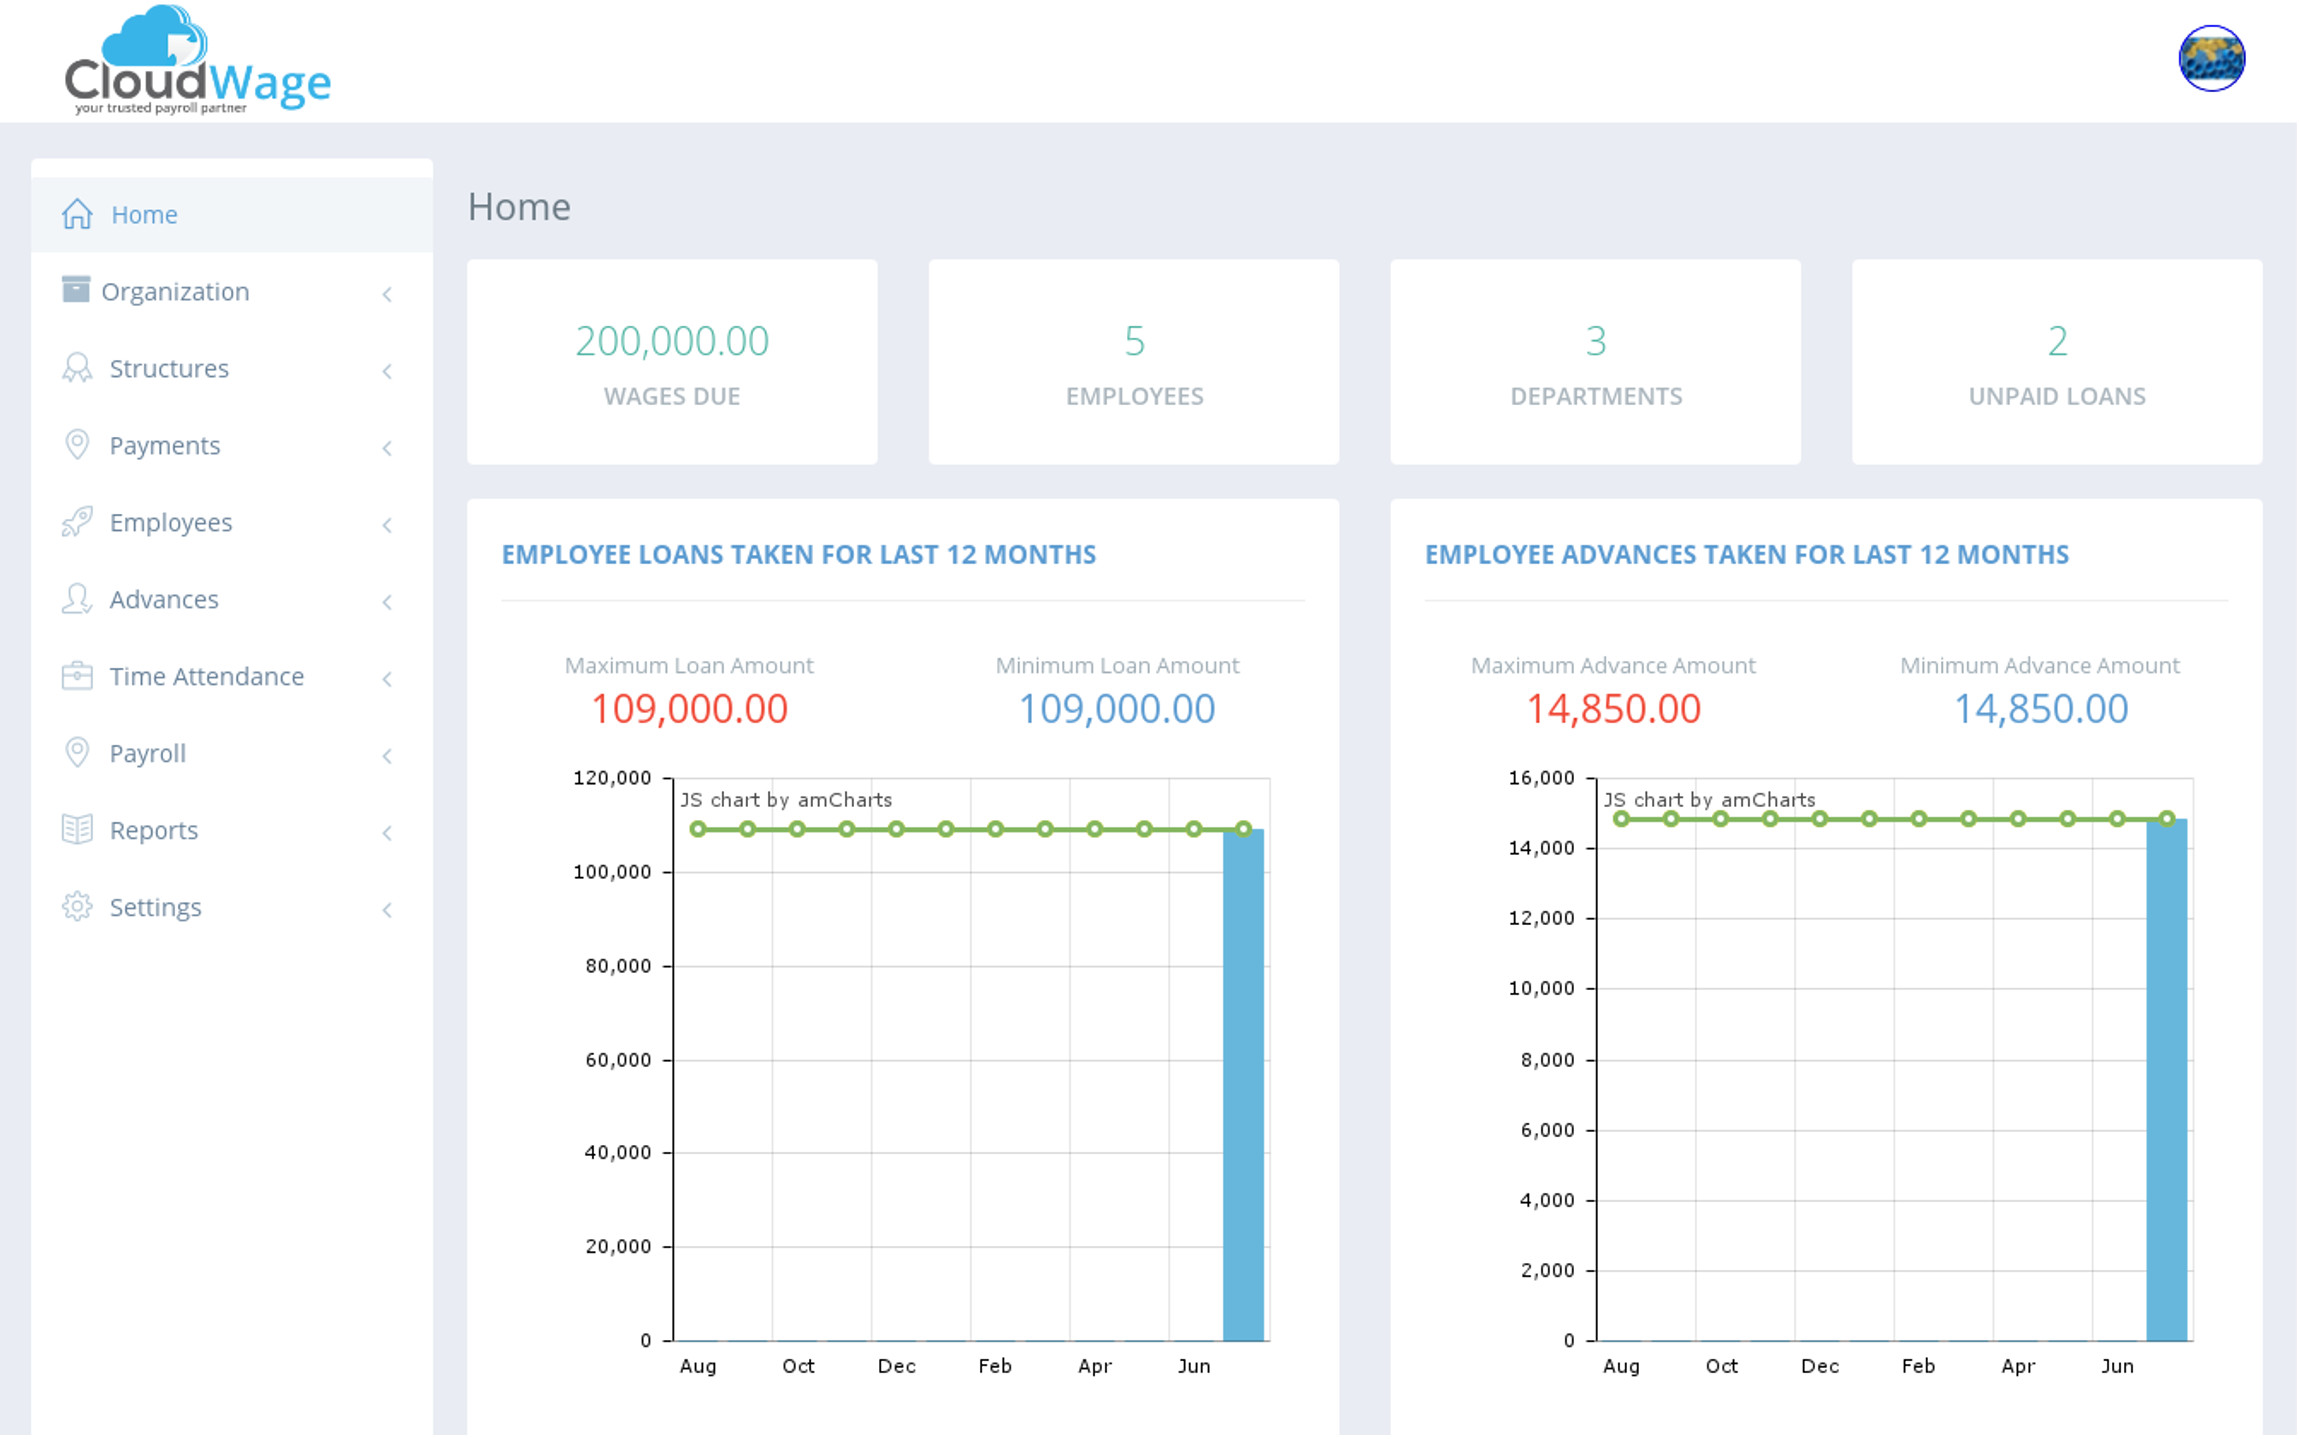 CloudWage
your trusted payroll partner
Home
Organization
Structures
Payments
Employees
Advances
Time Attendance
Payroll
Reports
Settings
Home
200,000.00
WAGES DUE
5
EMPLOYEES
3
DEPARTMENTS
2
UNPAID LOANS
EMPLOYEE LOANS TAKEN FOR LAST 12 MONTHS
Maximum Loan Amount
109,000.00
Minimum Loan Amount
109,000.00
JS chart by amCharts
120,000
100,000
80,000
60,000
40,000
20,000
0
Aug Oct Dec Feb Apr Jun
EMPLOYEE ADVANCES TAKEN FOR LAST 12 MONTHS
Maximum Advance Amount
14,850.00
Minimum Advance Amount
14,850.00
JS chart by amCharts
16,000
14,000
12,000
10,000
8,000
6,000
4,000
2,000
0
Aug Oct Dec Feb Apr Jun